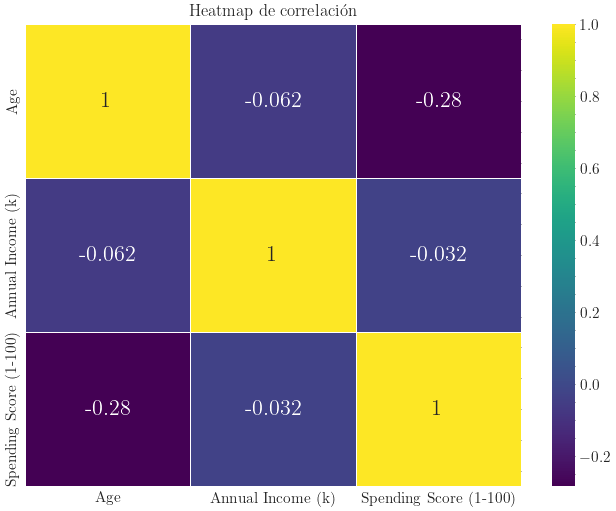 Heatmap de correlación
Age
1
-0.062
-0.28
Annual Income (k)
-0.062
1
-0.032
Spending Score (1-100)
-0.28
-0.032
1
Age
Annual Income (k)
Spending Score (1-100)
1.0
0.8
0.6
0.4
0.2
0.0
−0.2